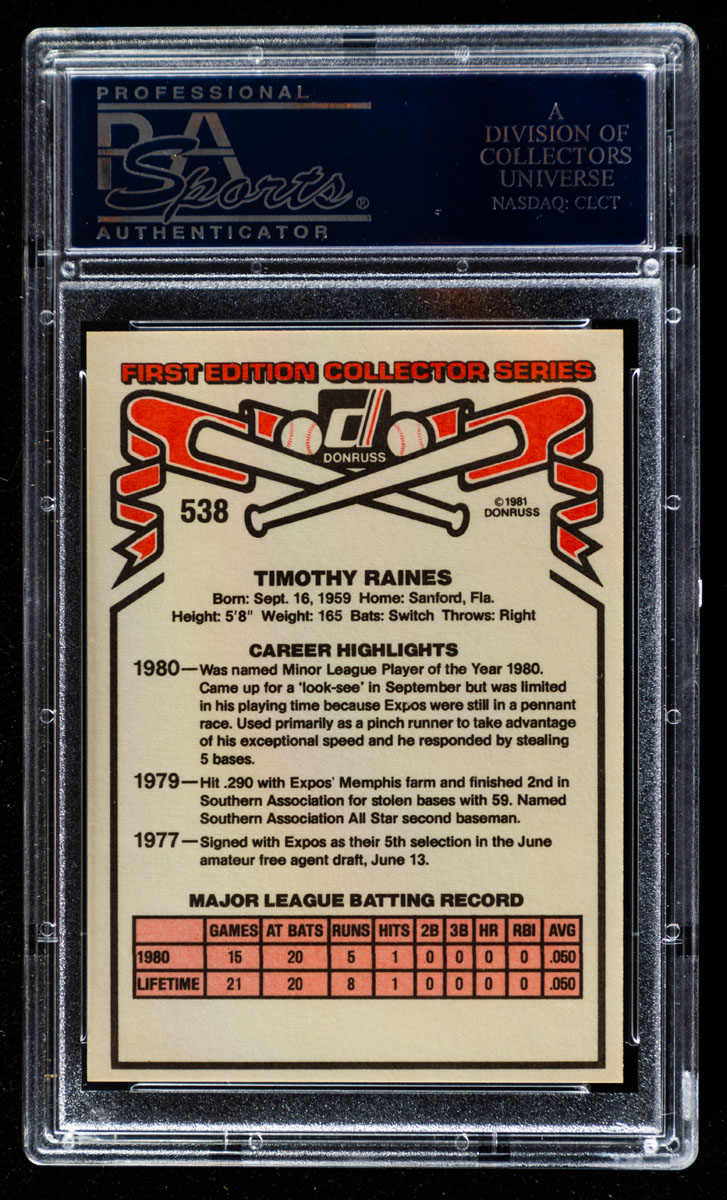 PROFESSIONAL
PSA
Sports®
AUTHENTICATOR
A
DIVISION OF
COLLECTORS
UNIVERSE
NASDAQ: CLCT
FIRST EDITION COLLECTOR SERIES
d
DONRUSS
538
©1981
DONRUSS
TIMOTHY RAINES
Born: Sept. 16, 1959 Home: Sanford, Fla.
Height: 5'8" Weight: 165 Bats: Switch Throws: Right
CAREER HIGHLIGHTS
1980—Was named Minor League Player of the Year 1980.
Came up for a 'look-see' in September but was limited
in his playing time because Expos were still in a pennant
race. Used primarily as a pinch runner to take advantage
of his exceptional speed and he responded by stealing
5 bases.
1979—Hit .290 with Expos' Memphis farm and finished 2nd in
Southern Association for stolen bases with 59. Named
Southern Association All Star second baseman.
1977—Signed with Expos as their 5th selection in the June
amateur free agent draft, June 13.
MAJOR LEAGUE BATTING RECORD
GAMES AT BATS RUNS HITS 2B 3B HR RBI AVG
1980 15 20 5 1 0 0 0 0 .050
LIFETIME 21 20 8 1 0 0 0 0 .050